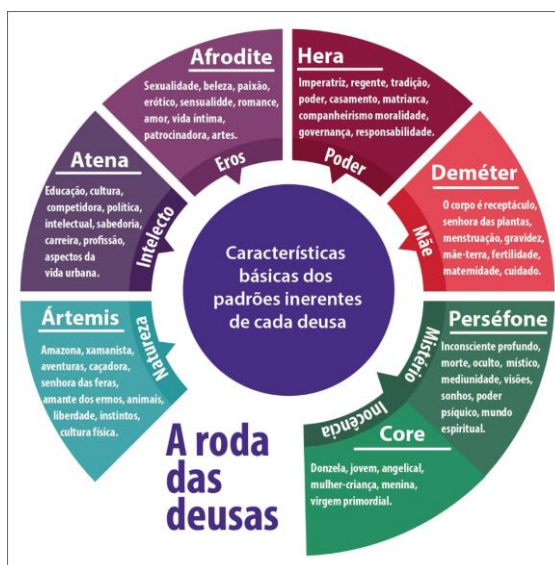 Afrodite
Sexualidade, beleza, paixão,
erótico, sensualidde, romance,
amor, vida íntima,
patrocinadora, artes.
Eros
Hera
Imperatriz, regente, tradição,
poder, casamento, matriarca,
companheirismo moralidade,
governança, responsabilidade.
Poder
Atena
Educação, cultura,
competidora, política,
intelectual, sabedoria,
carreira, profissão,
aspectos da
vida urbana.
Intelecto
Deméter
O corpo é receptáculo,
senhora das plantas,
menstruação, gravidez,
mãe-terra, fertilidade,
maternidade, cuidado.
Mãe
Características
básicas dos
padrões inerentes
de cada deusa
Ártemis
Amazona, xamanista,
aventuras, caçadora,
senhora das feras,
amante dos ermos, animais,
liberdade, instintos,
cultura física.
Natureza
Perséfone
Inconsciente profundo,
morte, oculto, místico,
mediunidade, visões,
sonhos, poder
psíquico, mundo
espiritual.
Mistério
Inocência
Core
Donzela, jovem, angelical,
mulher-criança, menina,
virgem primordial.
A roda
das
deusas